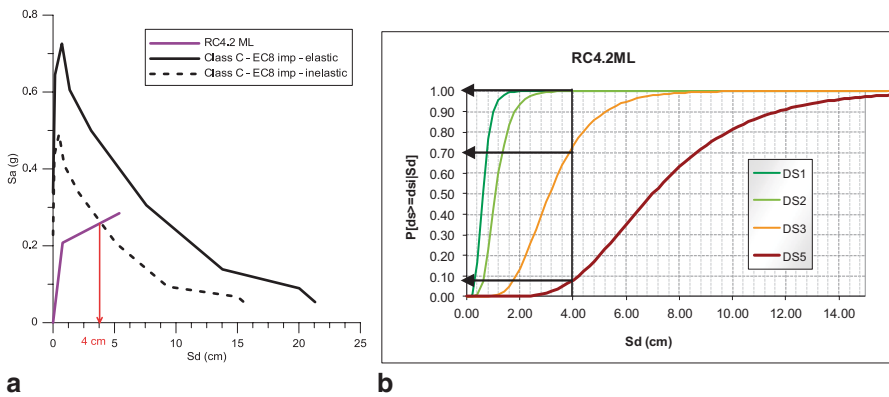 0.8
0.6
0.4
0.2
0
Sa (g)
RC4.2 ML
Class C - EC8 imp - elastic
Class C - EC8 imp - inelastic
0 5 10 15 20 25
4 cm
Sd (cm)
a
RC4.2ML
1.00
0.90
0.80
0.70
0.60
0.50
0.40
0.30
0.20
0.10
0.00
P[ds>=dsi|Sd]
DS1
DS2
DS3
DS5
0.00 2.00 4.00 6.00 8.00 10.00 12.00 14.00
Sd (cm)
b